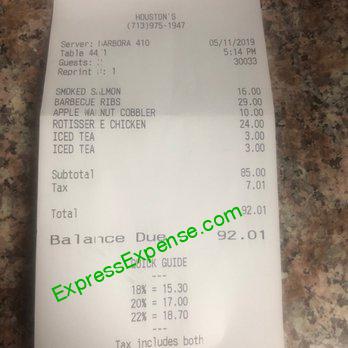 HOUSTON'S
(713)975-1947
Server: BARBORA 410 05/11/2019
Table 44/1 5:14 PM
Guests: 30033
Reprint #: 1
SMOKED SALMON 16.00
BARBECUE RIBS 29.00
APPLE WALNUT COBBLER 10.00
ROTISSERIE CHICKEN 24.00
ICED TEA 3.00
ICED TEA 3.00
Subtotal 85.00
Tax 7.01
Total 92.01
Balance Due 92.01
ExpressExpense.com
QUICK GUIDE
---
18% = 15.30
20% = 17.00
22% = 18.70
---
Tax includes both